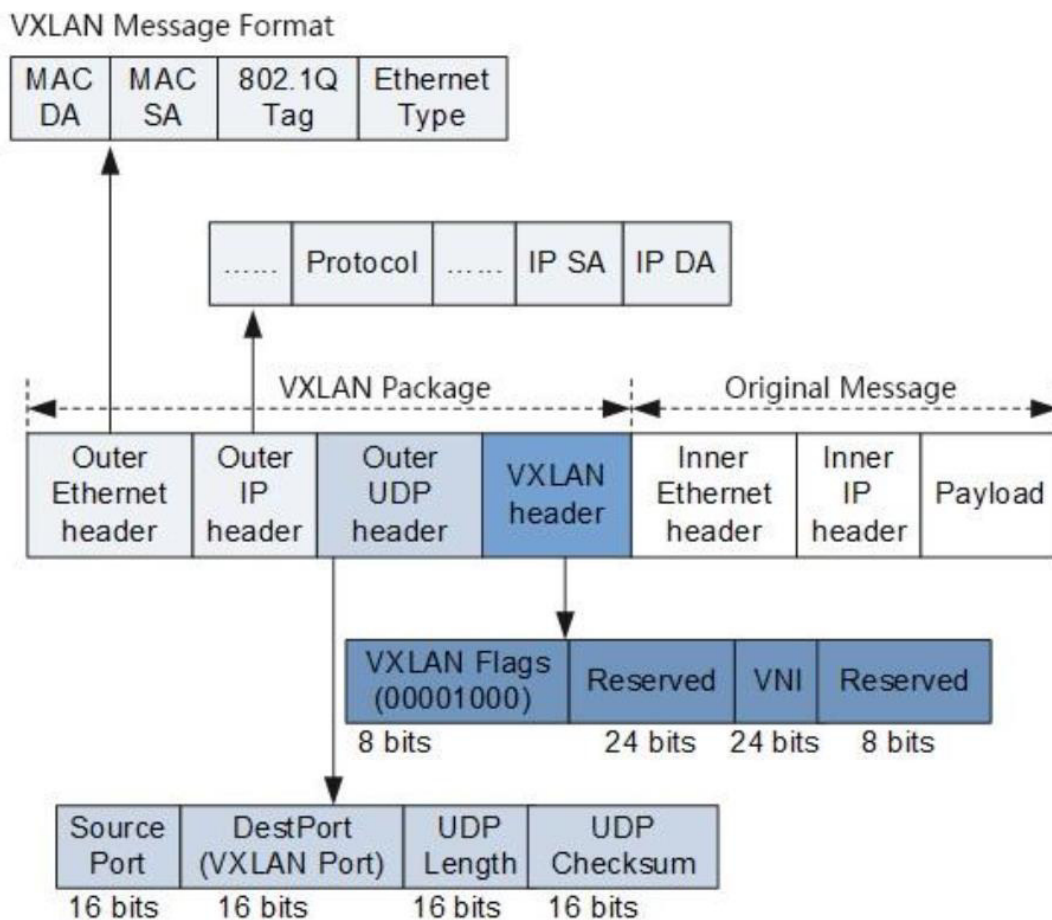 VXLAN Message Format
MAC DA
MAC SA
802.1Q Tag
Ethernet Type
......
Protocol
......
IP SA
IP DA
VXLAN Package
Original Message
Outer Ethernet header
Outer IP header
Outer UDP header
VXLAN header
Inner Ethernet header
Inner IP header
Payload
VXLAN Flags (00001000)
Reserved
VNI
Reserved
8 bits
24 bits
24 bits
8 bits
Source Port
DestPort (VXLAN Port)
UDP Length
UDP Checksum
16 bits
16 bits
16 bits
16 bits